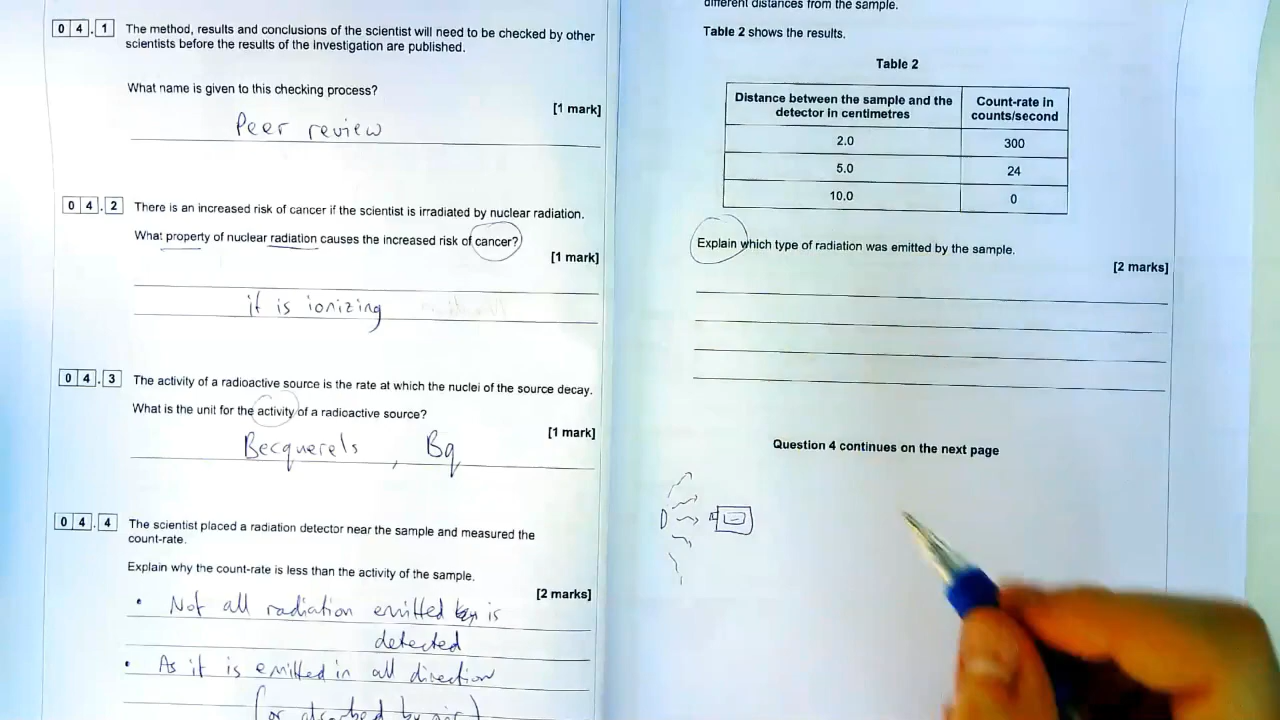 04.1 The method, results and conclusions of the scientist will need to be checked by other
scientists before the results of the investigation are published.
What name is given to this checking process?
[1 mark]
Peer review
04.2 There is an increased risk of cancer if the scientist is irradiated by nuclear radiation.
What property of nuclear radiation causes the increased risk of cancer?
[1 mark]
it is ionizing
04.3 The activity of a radioactive source is the rate at which the nuclei of the source decay.
What is the unit for the activity of a radioactive source?
[1 mark]
Becquerels, Bq
04.4 The scientist placed a radiation detector near the sample and measured the
count-rate.
Explain why the count-rate is less than the activity of the sample.
[2 marks]
• Not all radiation emitted is
detected
• As it is emitted in all direction
(or absorbed by air)
different distances from the sample.
Table 2 shows the results.
Table 2
Distance between the sample and the
detector in centimetres
Count-rate in
counts/second
2.0 300
5.0 24
10.0 0
Explain which type of radiation was emitted by the sample.
[2 marks]
Question 4 continues on the next page